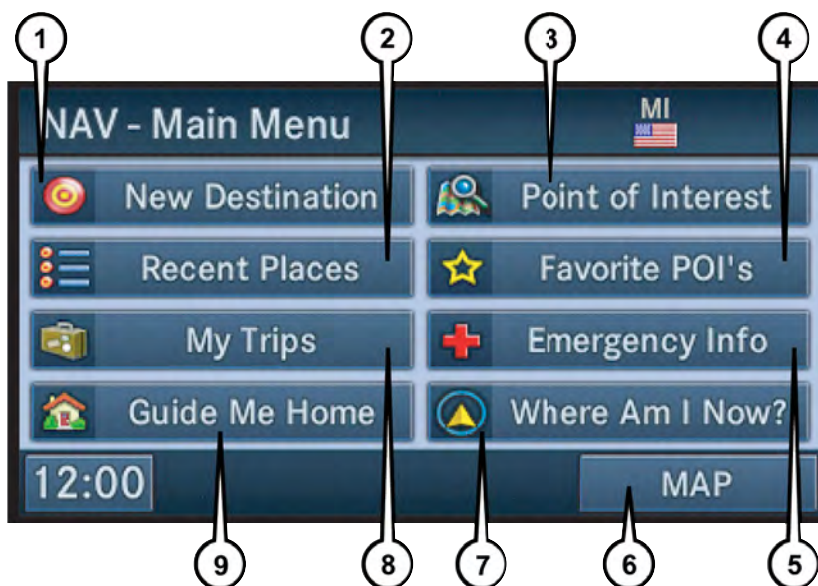 1 2 3 4
NAV - Main Menu MI
New Destination Point of Interest
Recent Places Favorite POI's
My Trips Emergency Info
Guide Me Home Where Am I Now?
12:00 MAP
9 8 7 6 5